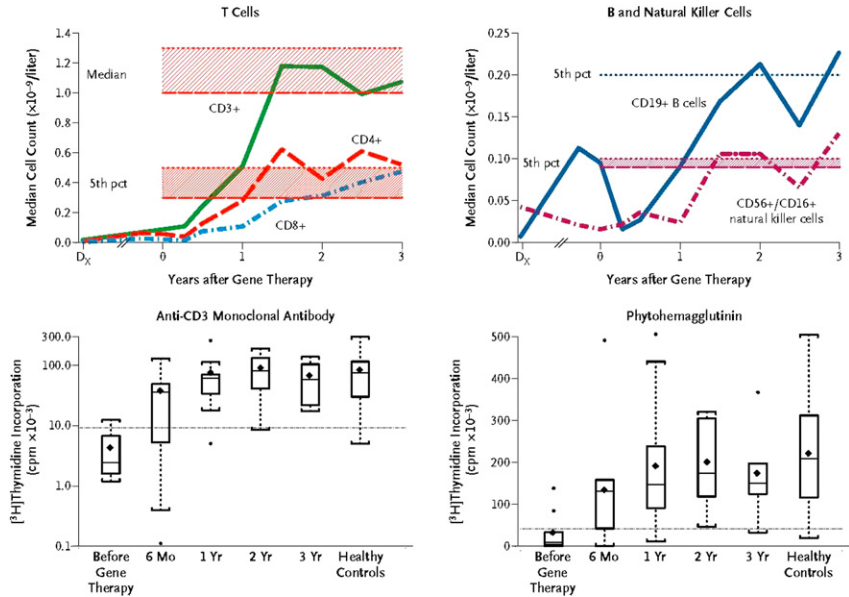 T Cells
1.4
1.2
1.0
0.8
0.6
0.4
0.2
0.0
Median Cell Count (×10⁻⁹/liter)
Median
5th pct
CD3+
CD4+
CD8+
Dx
0
1
2
3
Years after Gene Therapy
B and Natural Killer Cells
0.25
0.20
0.15
0.10
0.05
0.00
Median Cell Count (×10⁻⁹/liter)
5th pct
CD19+ B cells
5th pct
CD56+/CD16+
natural killer cells
Dx
0
1
2
3
Years after Gene Therapy
Anti-CD3 Monoclonal Antibody
300.0
100.0
10.0
1.0
0.1
[³H]Thymidine Incorporation
(cpm ×10⁻³)
Before
Gene
Therapy
6 Mo
1 Yr
2 Yr
3 Yr
Healthy
Controls
Phytohemagglutinin
500
400
300
200
100
0
[³H]Thymidine Incorporation
(cpm ×10⁻³)
Before
Gene
Therapy
6 Mo
1 Yr
2 Yr
3 Yr
Healthy
Controls